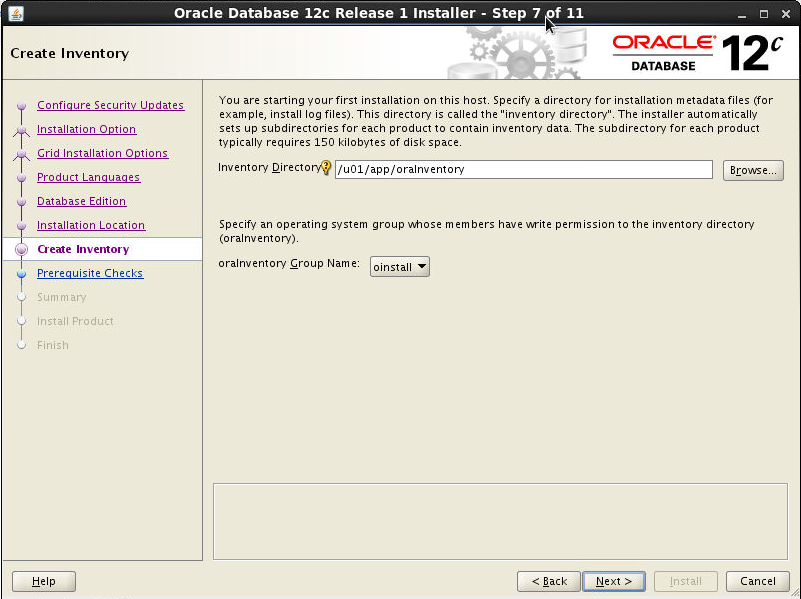 Oracle Database 12c Release 1 Installer - Step 7 of 11
Create Inventory
ORACLE®
DATABASE
12c
Configure Security Updates
Installation Option
Grid Installation Options
Product Languages
Database Edition
Installation Location
Create Inventory
Prerequisite Checks
Summary
Install Product
Finish
You are starting your first installation on this host. Specify a directory for installation metadata files (for
example, install log files). This directory is called the "inventory directory". The installer automatically
sets up subdirectories for each product to contain inventory data. The subdirectory for each product
typically requires 150 kilobytes of disk space.
Inventory Directory /u01/app/oraInventory Browse...
Specify an operating system group whose members have write permission to the inventory directory
(oraInventory).
oraInventory Group Name: oinstall
Help < Back Next > Install Cancel